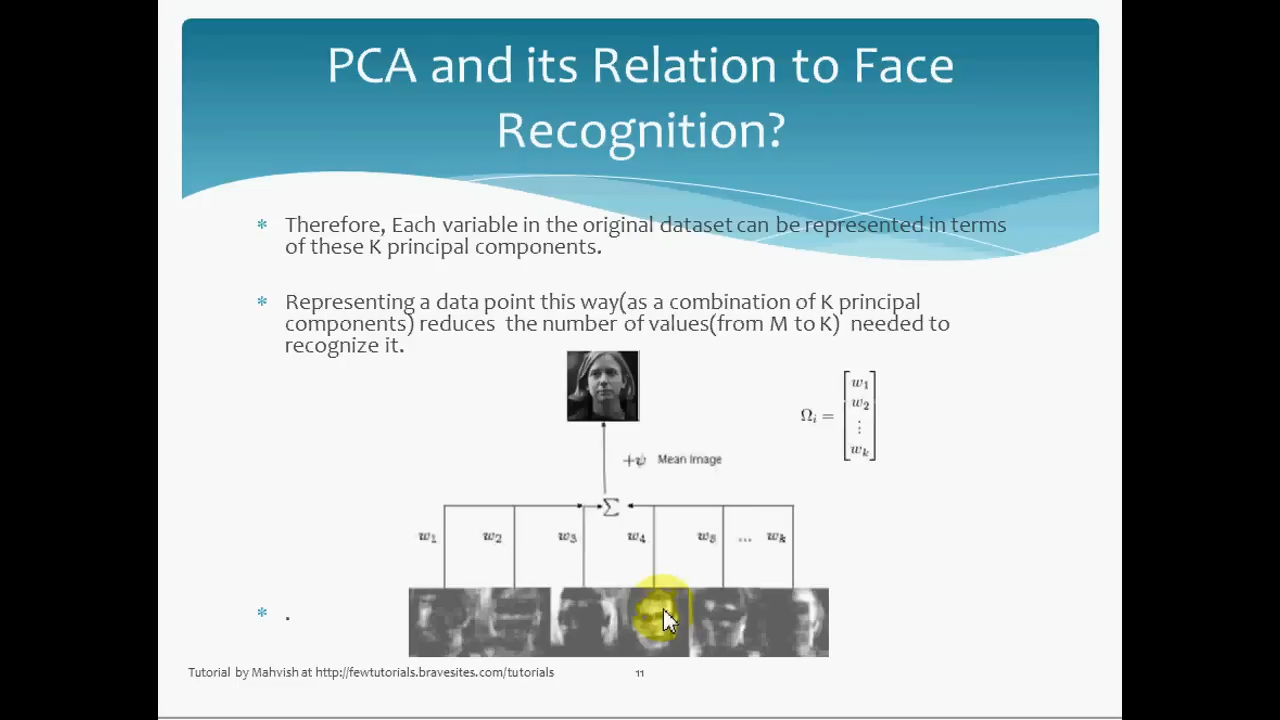 PCA and its Relation to Face
Recognition?
* Therefore, Each variable in the original dataset can be represented in terms
of these K principal components.
* Representing a data point this way(as a combination of K principal
components) reduces the number of values(from M to K) needed to
recognize it.
Ωᵢ = [w₁ w₂ ⋮ wₖ]
+ψ Mean Image
Σ
w₁ w₂ w₃ w₄ w₅ ... wₖ
* .
Tutorial by Mahvish at http://fewtutorials.bravesites.com/tutorials 11